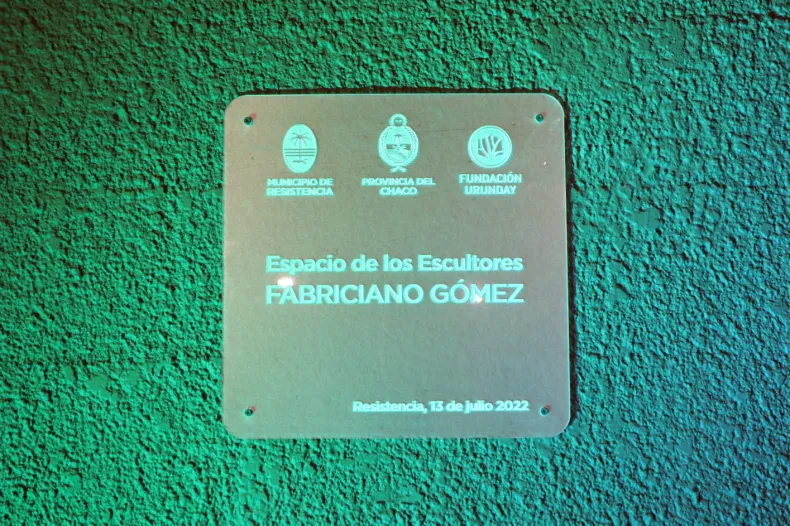 MUNICIPIO DE
RESISTENCIA
PROVINCIA DEL
CHACO
FUNDACIÓN
URUNDAY
Espacio de los Escultores
FABRICIANO GÓMEZ
Resistencia, 13 de julio 2022